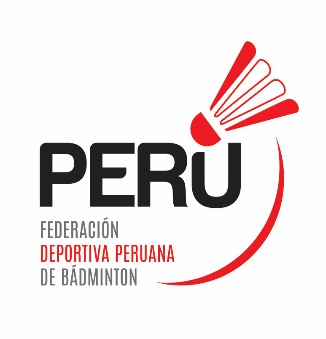 PERÚ
FEDERACIÓN
DEPORTIVA PERUANA
DE BÁDMINTON